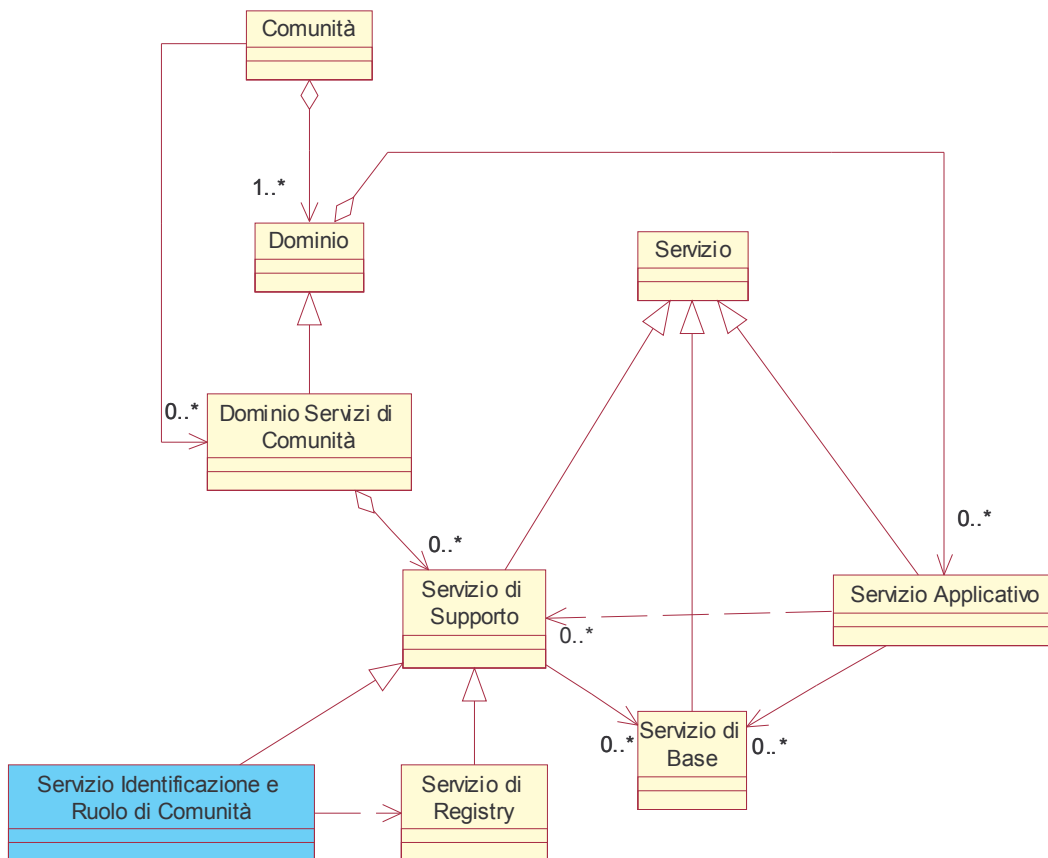 Comunità
1..*
Dominio
Servizio
0..*
Dominio Servizi di
Comunità
0..*
0..*
Servizio di
Supporto
Servizio Applicativo
0..*
0..*
Servizio di
Base
0..*
Servizio Identificazione e
Ruolo di Comunità
Servizio di
Registry